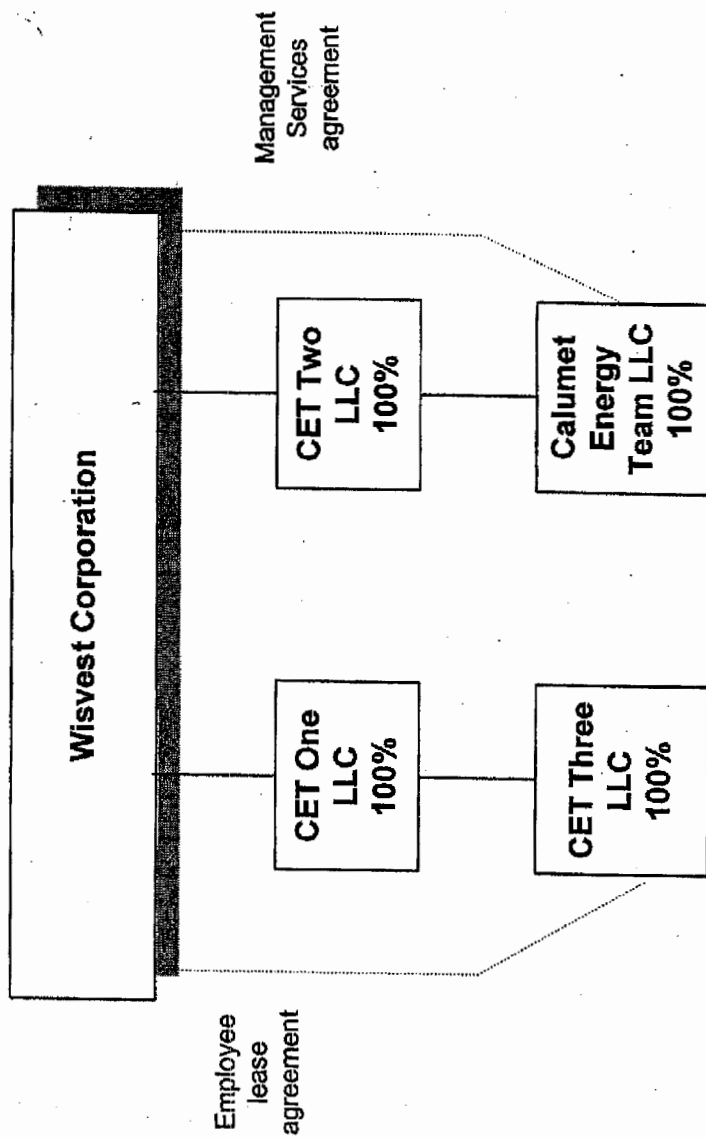 Wisvest Corporation
Employee
lease
agreement
Management
Services
agreement
CET One
LLC
100%
CET Two
LLC
100%
CET Three
LLC
100%
Calumet
Energy
Team LLC
100%